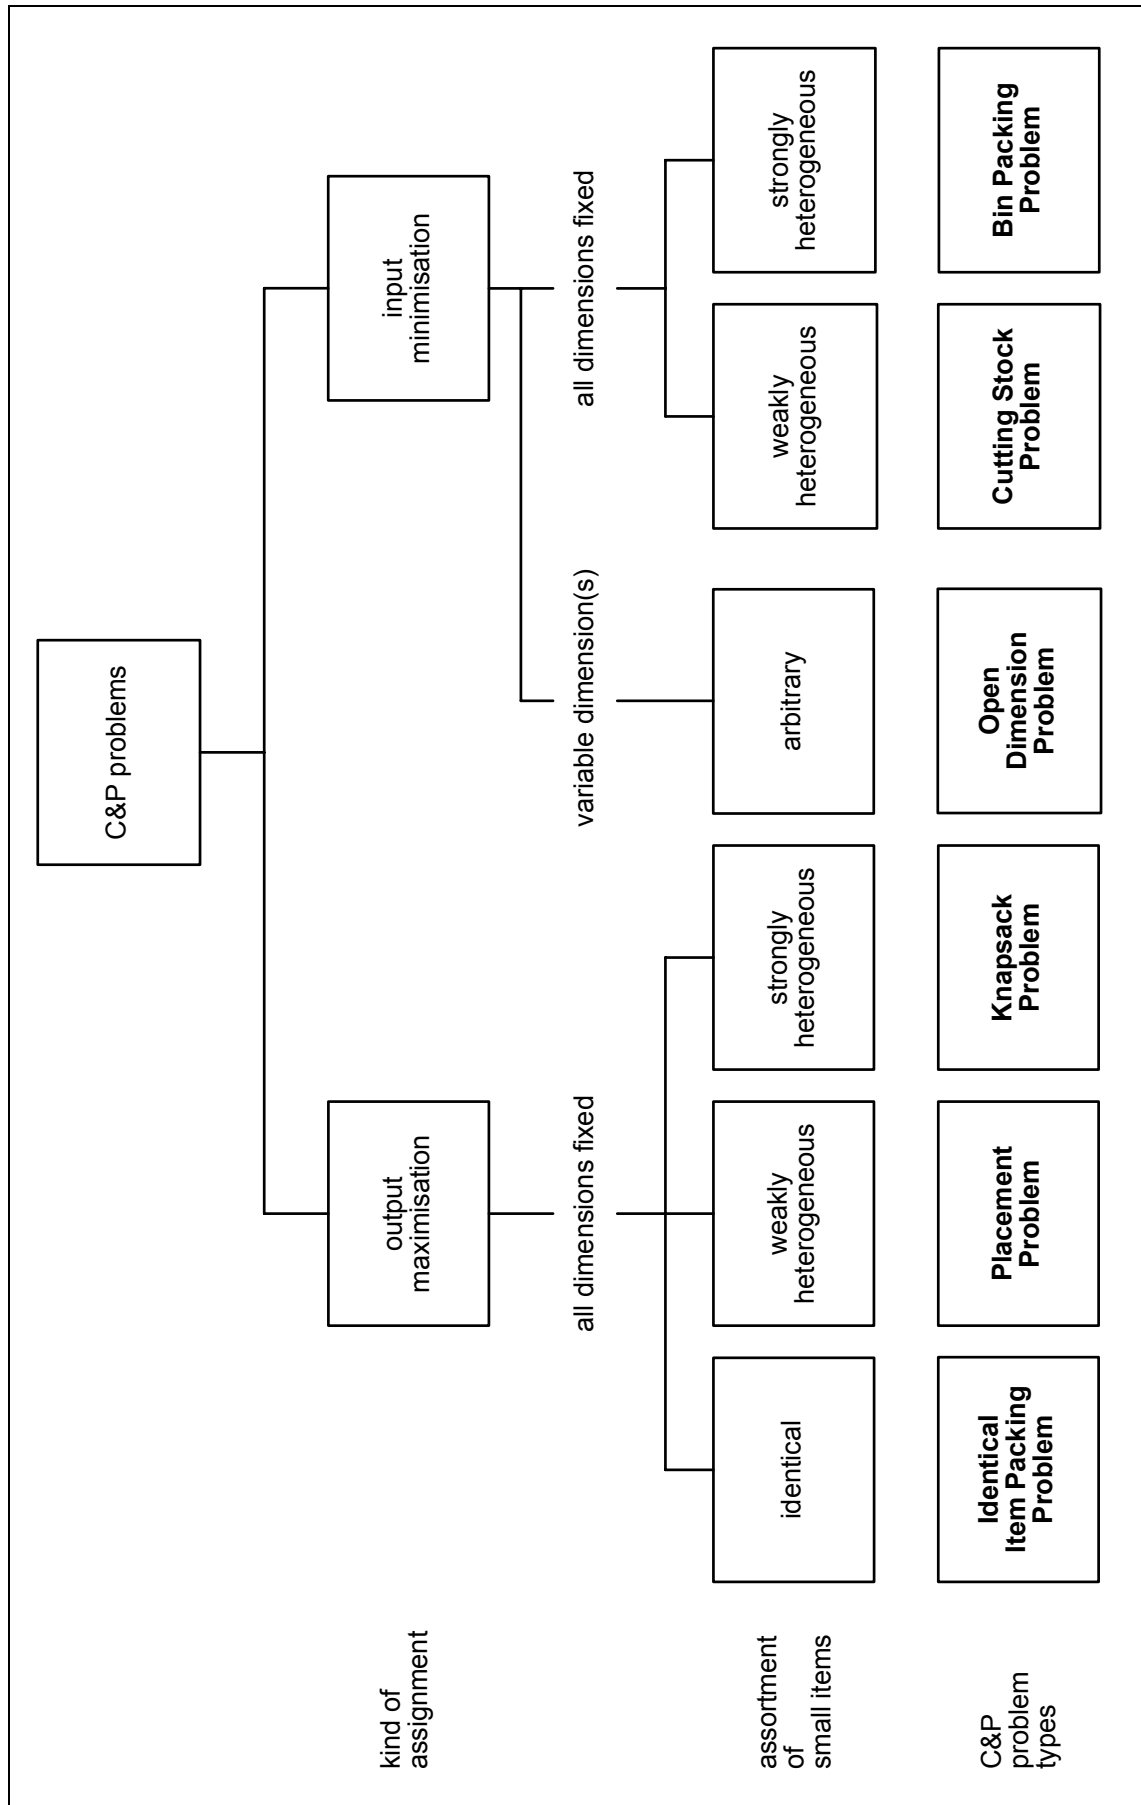 C&P problems
kind of
assignment
output
maximisation
input
minimisation
all dimensions fixed
variable dimension(s)
all dimensions fixed
assortment
of
small items
identical
weakly
heterogeneous
strongly
heterogeneous
arbitrary
weakly
heterogeneous
strongly
heterogeneous
C&P
problem
types
Identical
Item Packing
Problem
Placement
Problem
Knapsack
Problem
Open
Dimension
Problem
Cutting Stock
Problem
Bin Packing
Problem